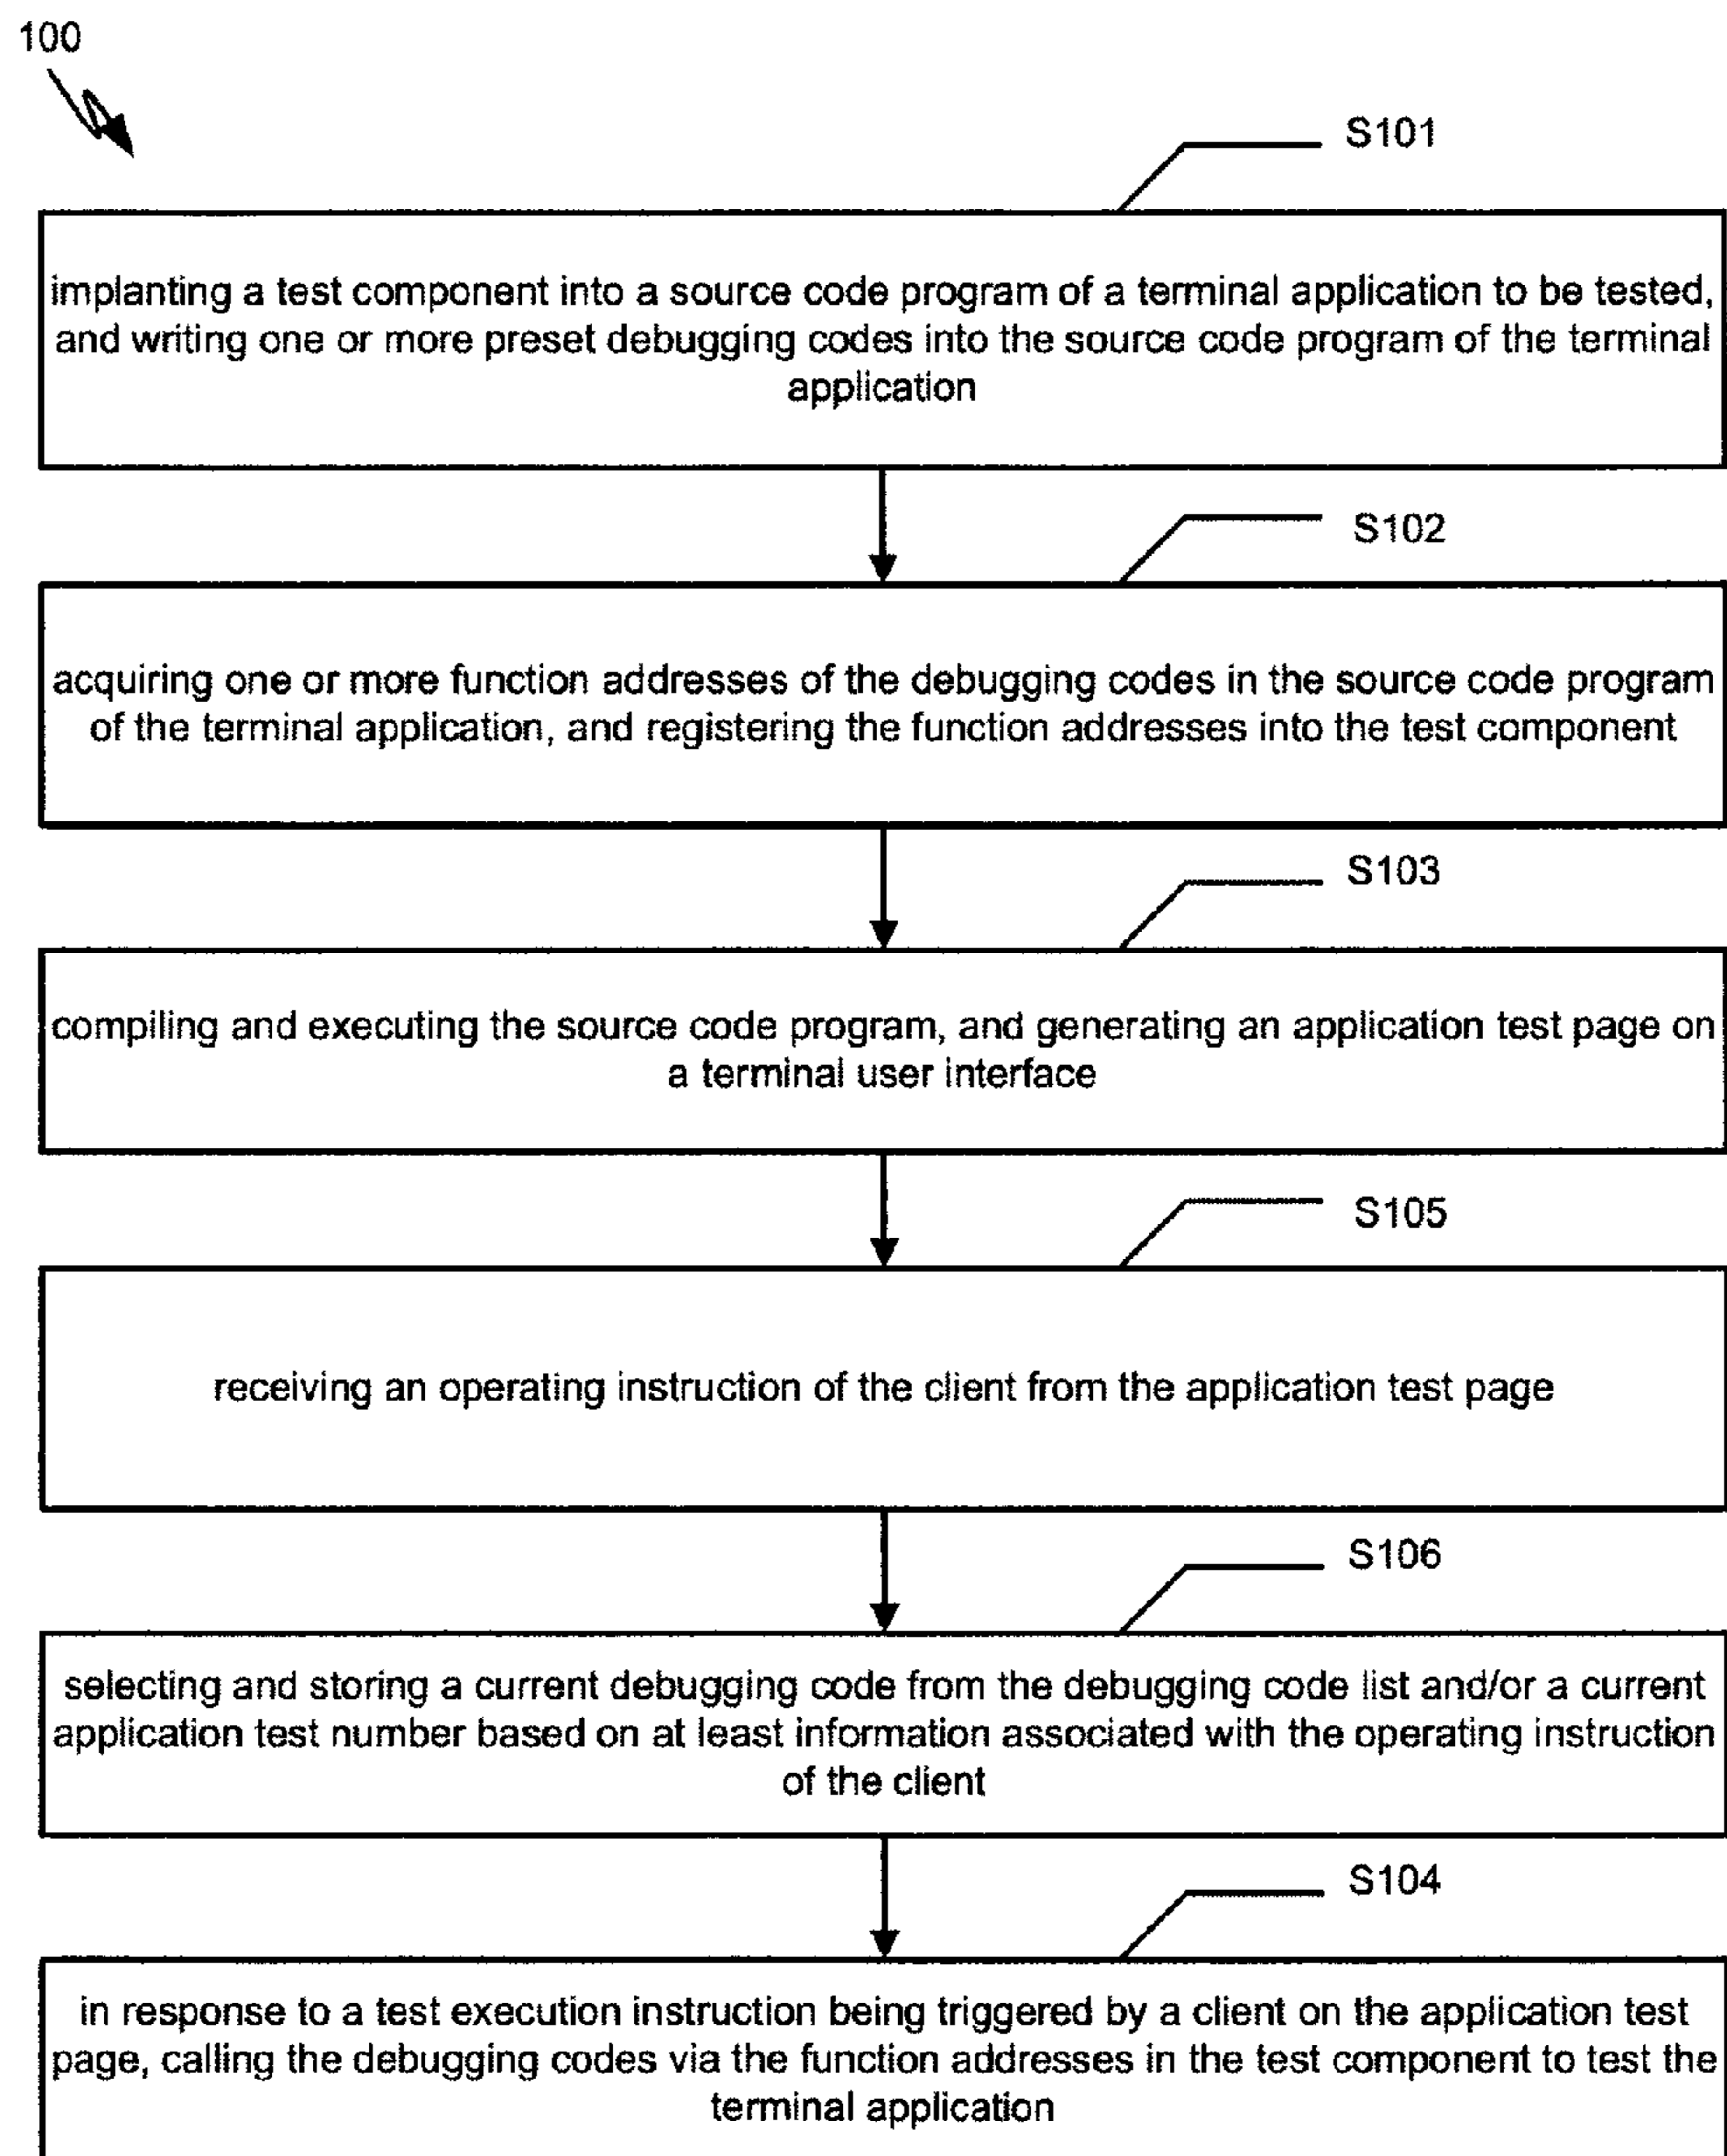 100
S101
implanting a test component into a source code program of a terminal application to be tested,
and writing one or more preset debugging codes into the source code program of the terminal
application
S102
acquiring one or more function addresses of the debugging codes in the source code program
of the terminal application, and registering the function addresses into the test component
S103
compiling and executing the source code program, and generating an application test page on
a terminal user interface
S105
receiving an operating instruction of the client from the application test page
S106
selecting and storing a current debugging code from the debugging code list and/or a current
application test number based on at least information associated with the operating instruction
of the client
S104
in response to a test execution instruction being triggered by a client on the application test
page, calling the debugging codes via the function addresses in the test component to test the
terminal application